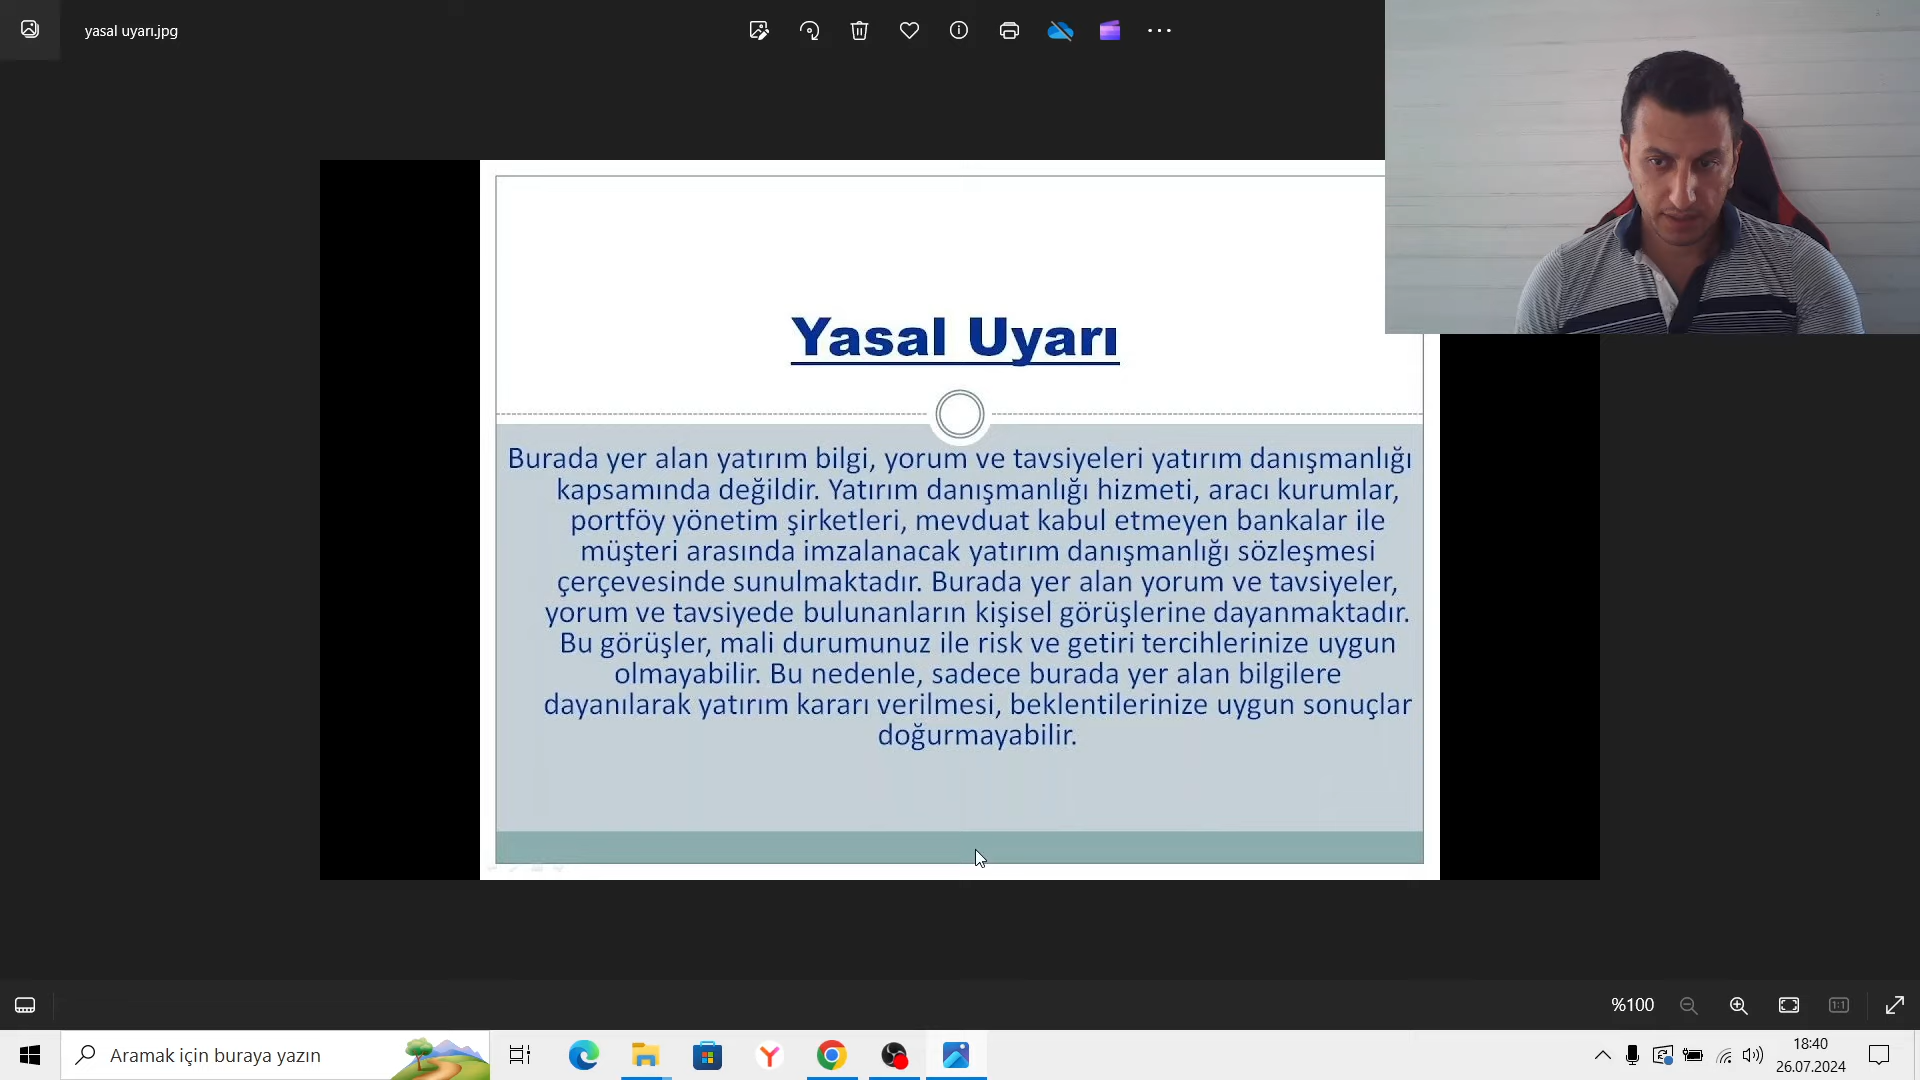 yasal uyarı.jpg
Yasal Uyarı
Burada yer alan yatırım bilgi, yorum ve tavsiyeleri yatırım danışmanlığı
kapsamında değildir. Yatırım danışmanlığı hizmeti, aracı kurumlar,
portföy yönetim şirketleri, mevduat kabul etmeyen bankalar ile
müşteri arasında imzalanacak yatırım danışmanlığı sözleşmesi
çerçevesinde sunulmaktadır. Burada yer alan yorum ve tavsiyeler,
yorum ve tavsiyede bulunanların kişisel görüşlerine dayanmaktadır.
Bu görüşler, mali durumunuz ile risk ve getiri tercihlerinize uygun
olmayabilir. Bu nedenle, sadece burada yer alan bilgilere
dayanılarak yatırım kararı verilmesi, beklentilerinize uygun sonuçlar
doğurmayabilir.
%100
1:1
Aramak için buraya yazın
18:40
26.07.2024